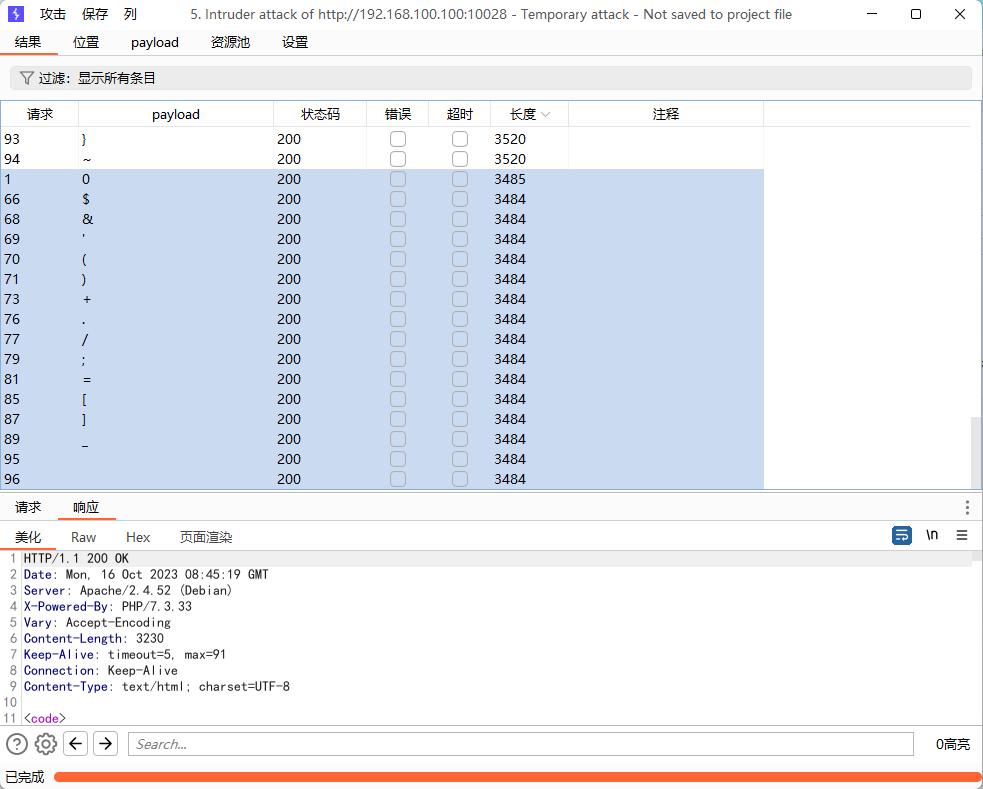 攻击 保存 列 5. Intruder attack of http://192.168.100.100:10028 - Temporary attack - Not saved to project file
结果 位置 payload 资源池 设置
过滤：显示所有条目
请求 payload 状态码 错误 超时 长度 注释
93 } 200 3520
94 ~ 200 3520
1 0 200 3485
66 $ 200 3484
68 & 200 3484
69 ' 200 3484
70 ( 200 3484
71 ) 200 3484
73 + 200 3484
76 . 200 3484
77 / 200 3484
79 ; 200 3484
81 = 200 3484
85 [ 200 3484
87 ] 200 3484
89 _ 200 3484
95 200 3484
96 200 3484
请求 响应
美化 Raw Hex 页面渲染 \n
1 HTTP/1.1 200 OK
2 Date: Mon, 16 Oct 2023 08:45:19 GMT
3 Server: Apache/2.4.52 (Debian)
4 X-Powered-By: PHP/7.3.33
5 Vary: Accept-Encoding
6 Content-Length: 3230
7 Keep-Alive: timeout=5, max=91
8 Connection: Keep-Alive
9 Content-Type: text/html; charset=UTF-8
10
11 <code>
Search... 0高亮
已完成